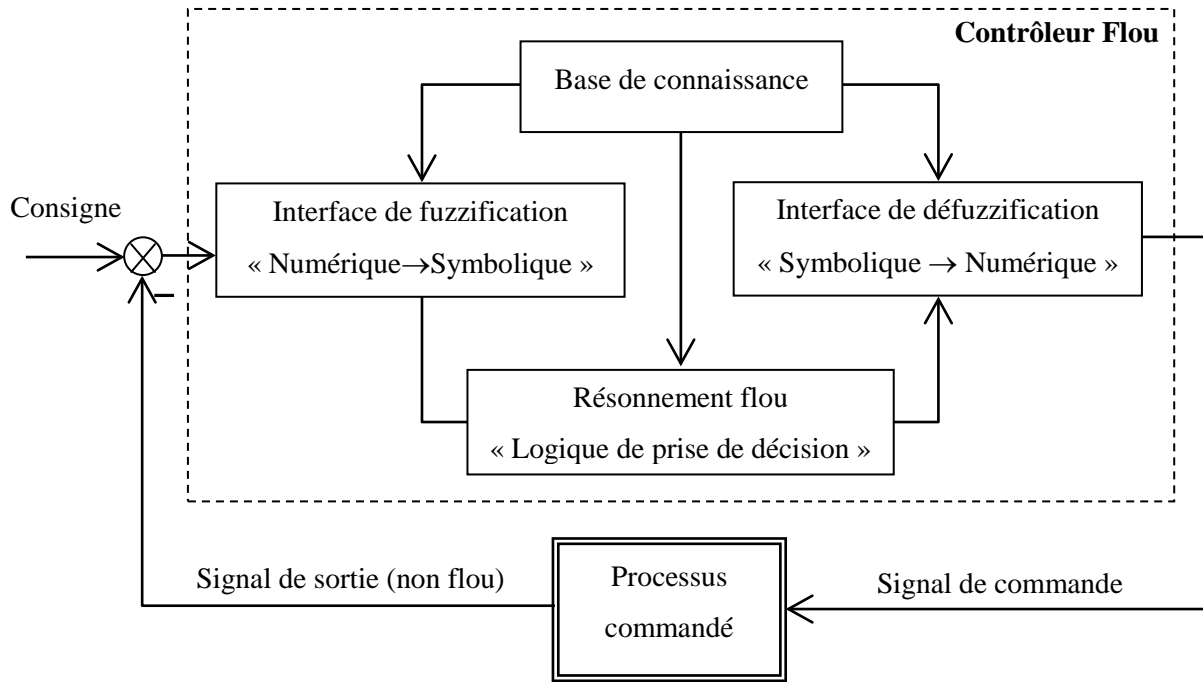 Contrôleur Flou
Base de connaissance
Consigne
Interface de fuzzification
« Numérique→Symbolique »
Interface de défuzzification
« Symbolique → Numérique »
Résonnement flou
« Logique de prise de décision »
Signal de sortie (non flou)
Processus
commandé
Signal de commande